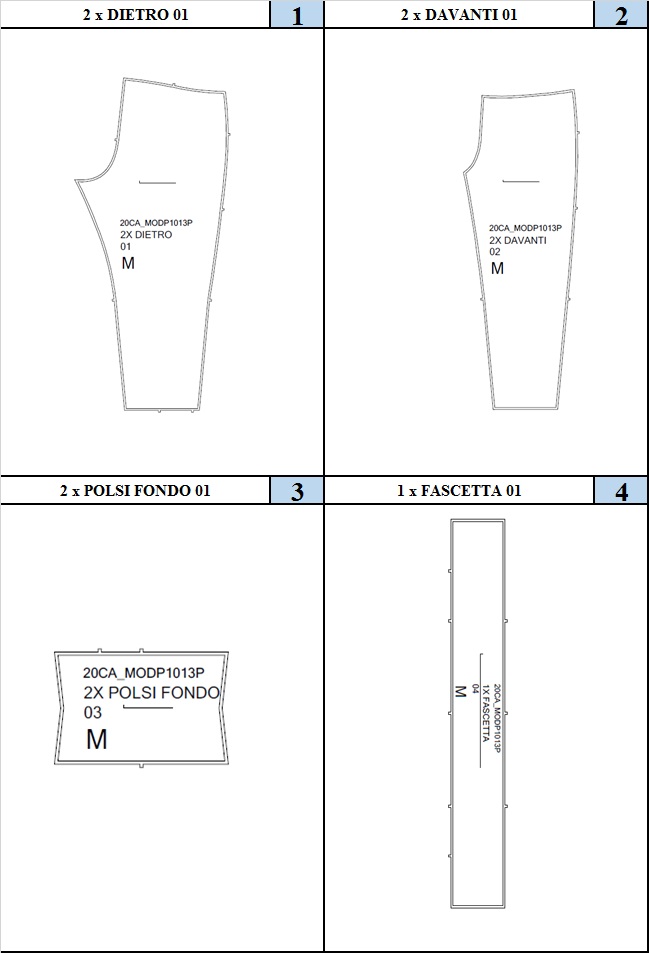 2 x DIETRO 01
1
2 x DAVANTI 01
2
20CA_MODP1013P
2X DIETRO
01
M
20CA_MODP1013P
2X DAVANTI
02
M
2 x POLSI FONDO 01
3
1 x FASCETTA 01
4
20CA_MODP1013P
2X POLSI FONDO
03
M
20CA_MODP1013P
1X FASCETTA
04
M